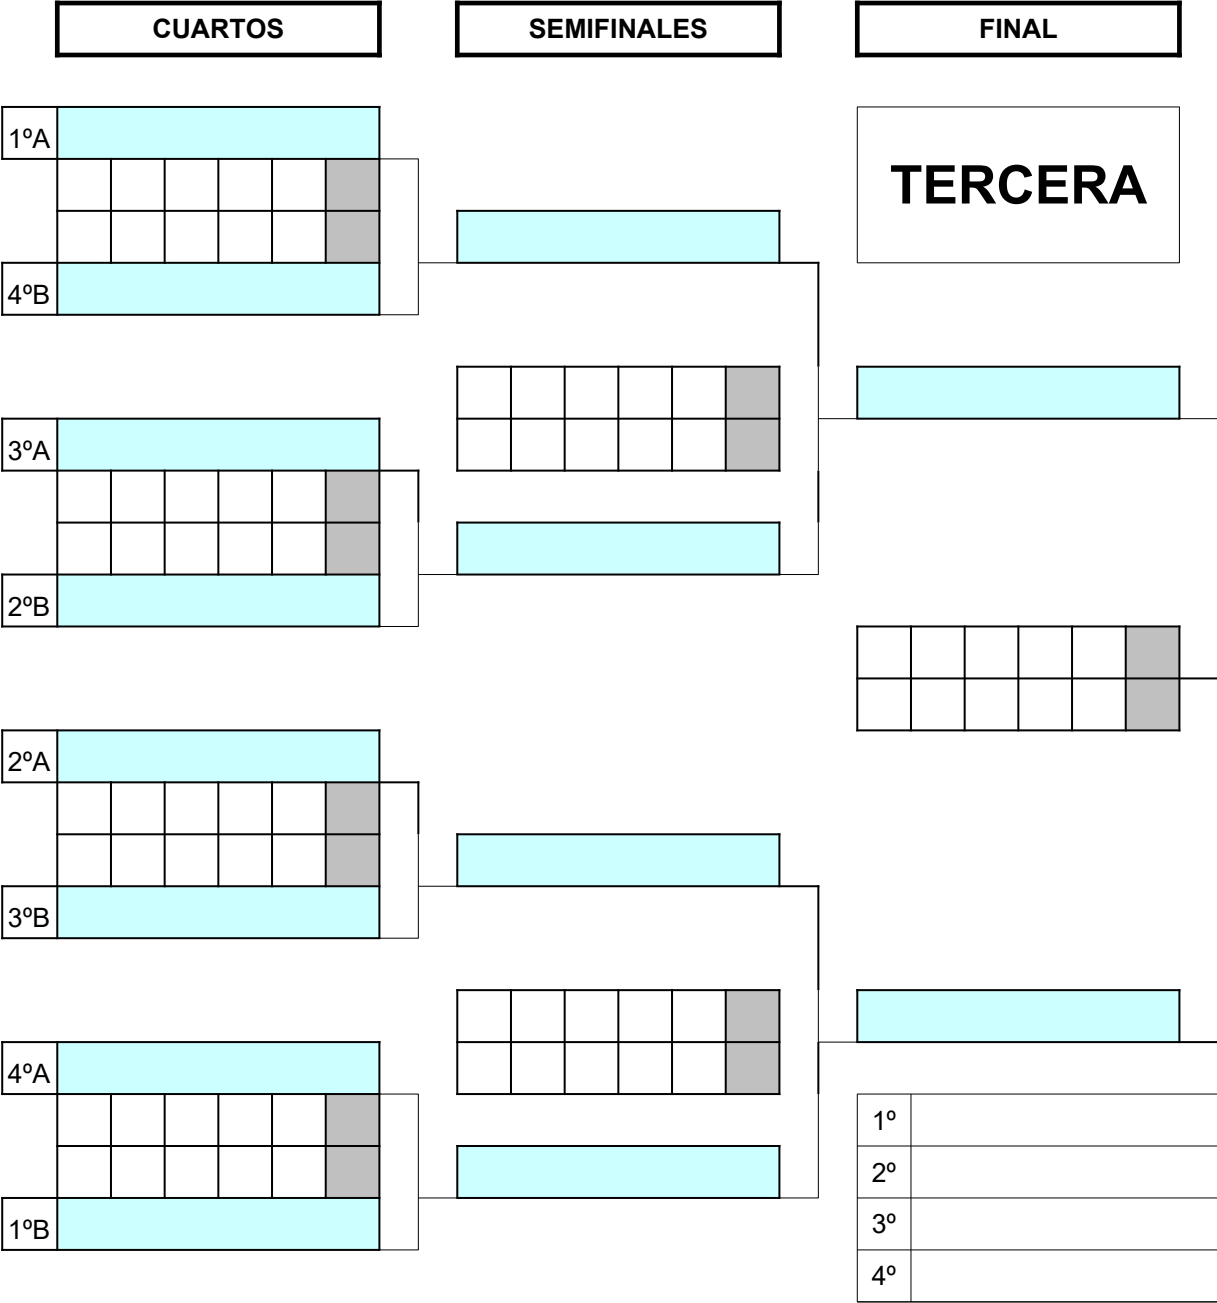 CUARTOS
SEMIFINALES
FINAL
1ºA
TERCERA
4ºB
3ºA
2ºB
2ºA
3ºB
4ºA
1º
2º
1ºB
3º
4º